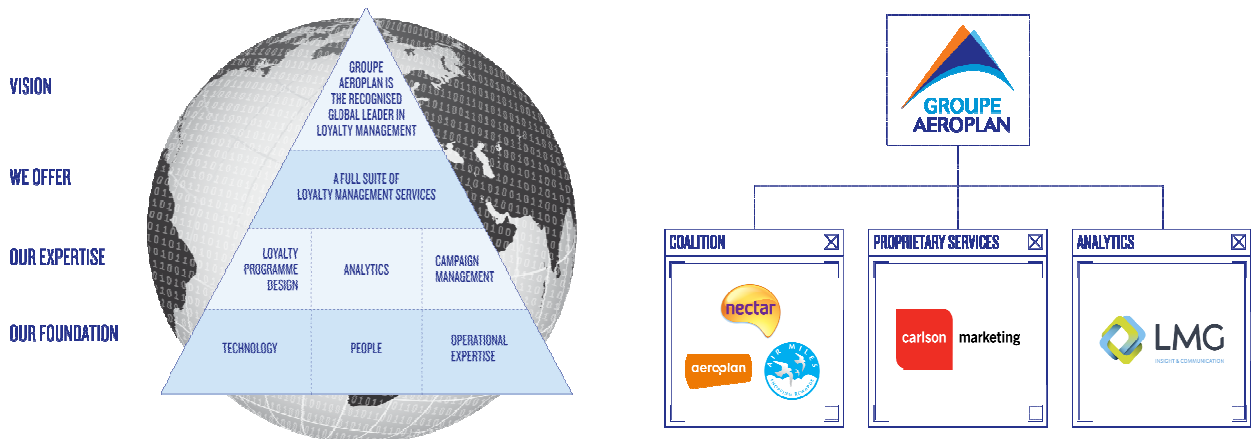 VISION
GROUPE
AEROPLAN IS
THE RECOGNISED
GLOBAL LEADER IN
LOYALTY MANAGEMENT
WE OFFER
A FULL SUITE OF
LOYALTY MANAGEMENT SERVICES
OUR EXPERTISE
LOYALTY
PROGRAMME
DESIGN
ANALYTICS
CAMPAIGN
MANAGEMENT
OUR FOUNDATION
TECHNOLOGY
PEOPLE
OPERATIONAL
EXPERTISE
GROUPE
AEROPLAN
COALITION
nectar
aeroplan
AIR MILES
PROPRIETARY SERVICES
carlson marketing
ANALYTICS
LMG
INSIGHT & COMMUNICATION